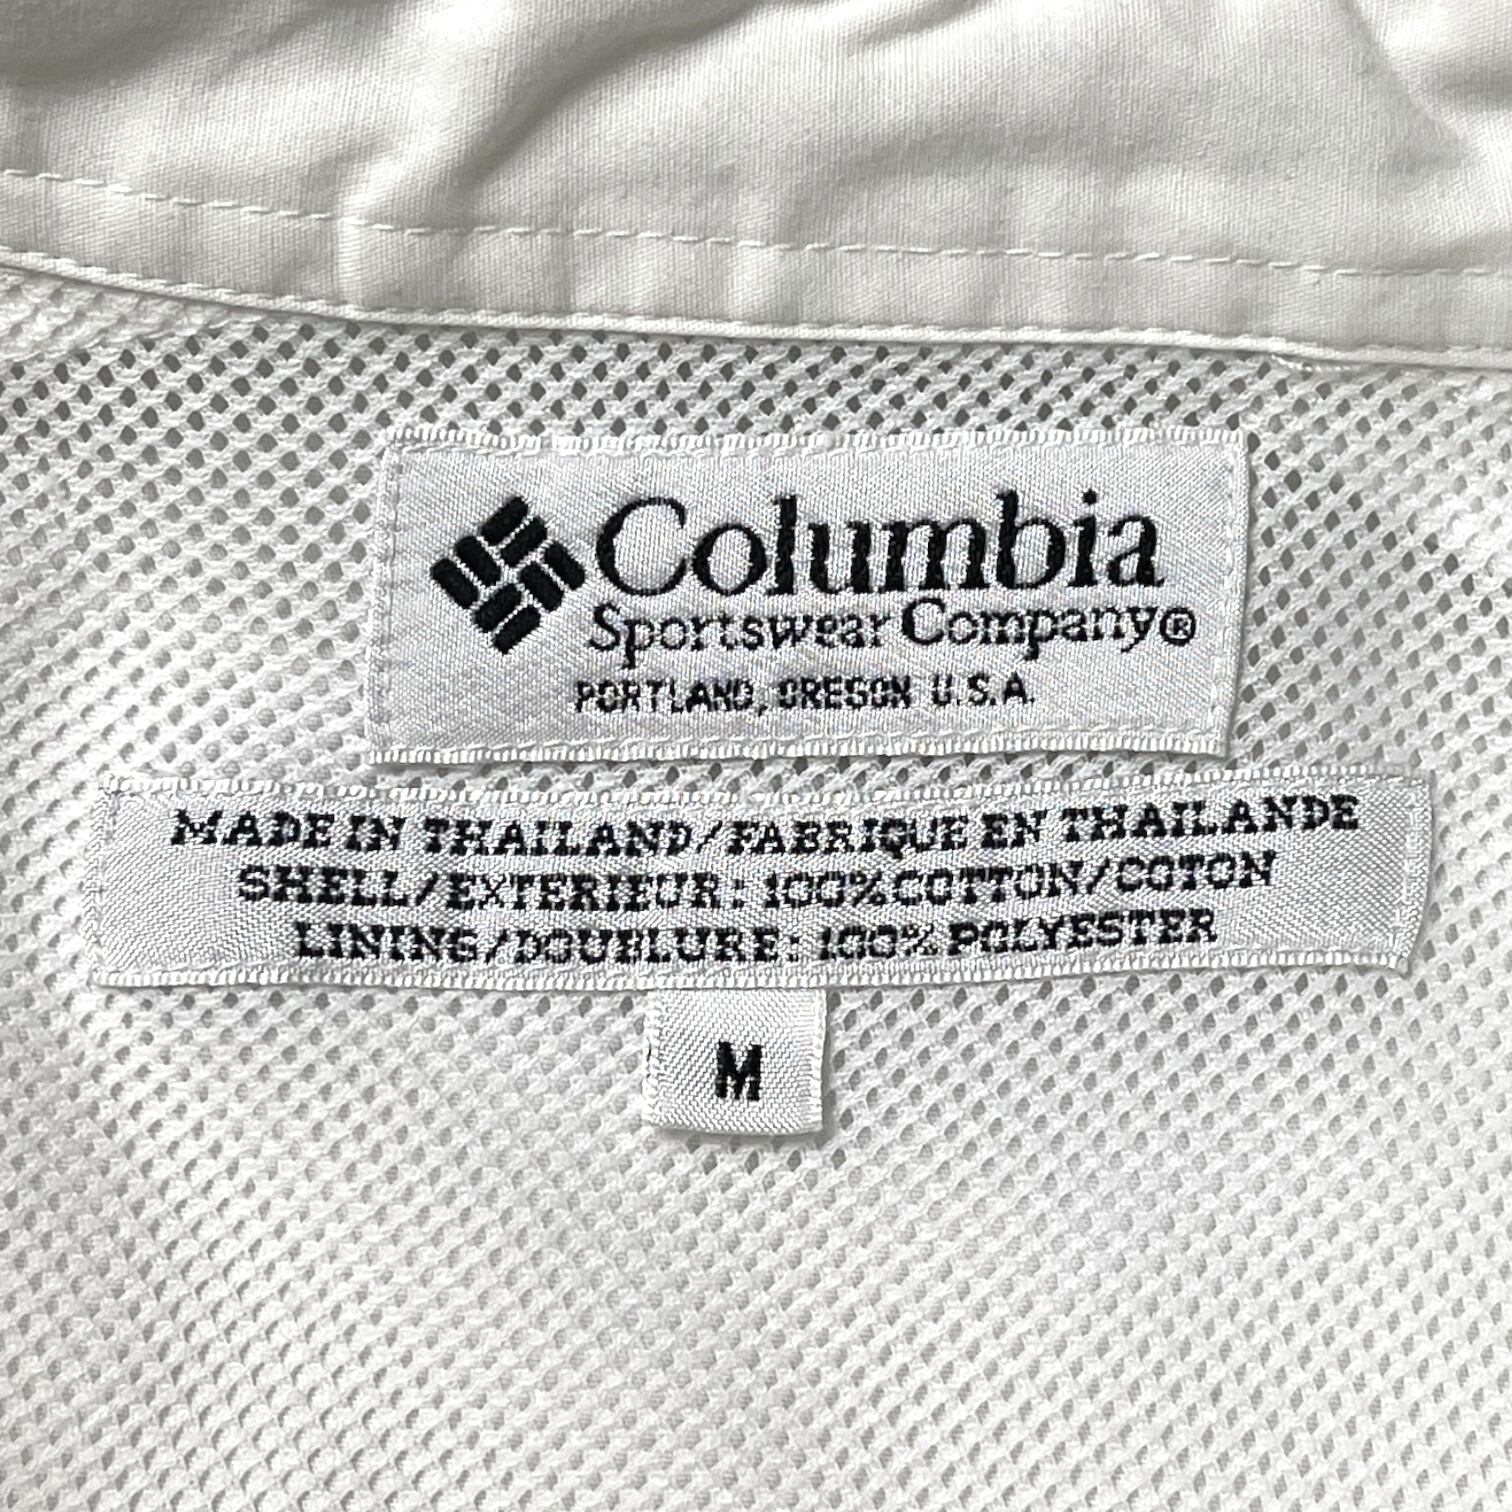 Columbia
Sportswear Company®
PORTLAND, OREGON U.S.A.
MADE IN THAILAND/FABRIQUE EN THAILANDE
SHELL/EXTERIEUR: 100% COTTON/COTON
LINING/DOUBLURE: 100% POLYESTER
M